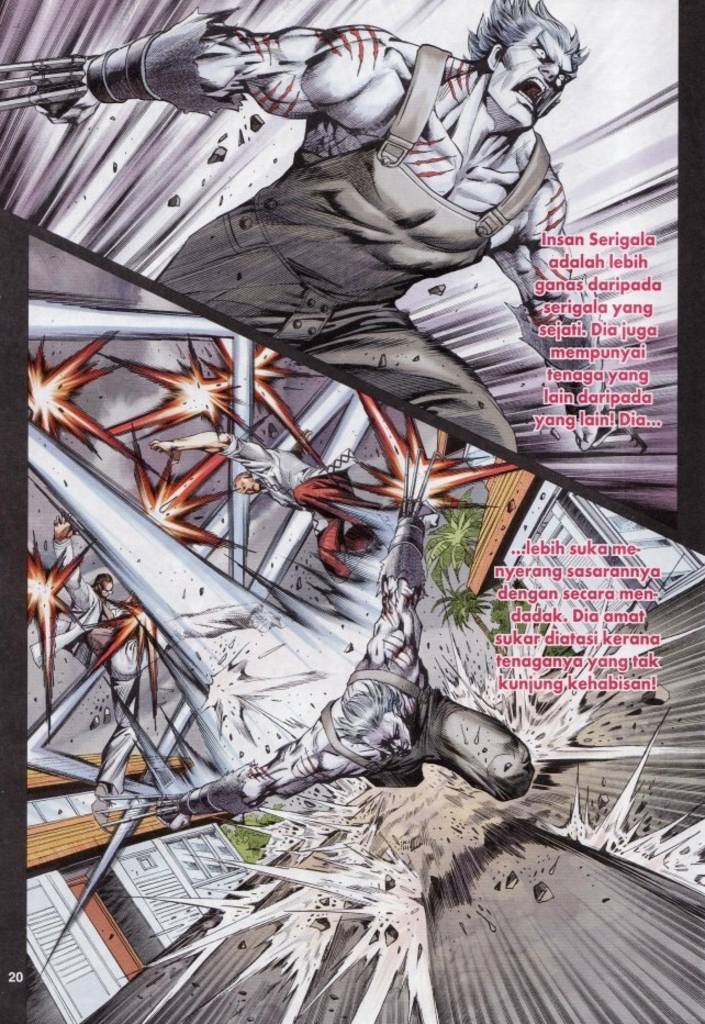 Insan Serigala
adalah lebih
ganas daripada
serigala yang
sejati. Dia juga
mempunyai
tenaga yang
lain daripada
yang lain! Dia...
...lebih suka me-
nyerang sasarannya
dengan secara men-
dadak. Dia amat
sukar diatasi kerana
tenaganya yang tak
kunjung kehabisan!
20